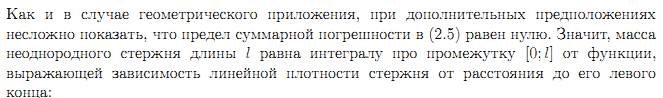 Как и в случае геометрического приложения, при дополнительных предположениях
несложно показать, что предел суммарной погрешности в (2.5) равен нулю. Значит, масса
неоднородного стержня длины l равна интегралу про промежутку [0; l] от функции,
выражающей зависимость линейной плотности стержня от расстояния до его левого
конца: